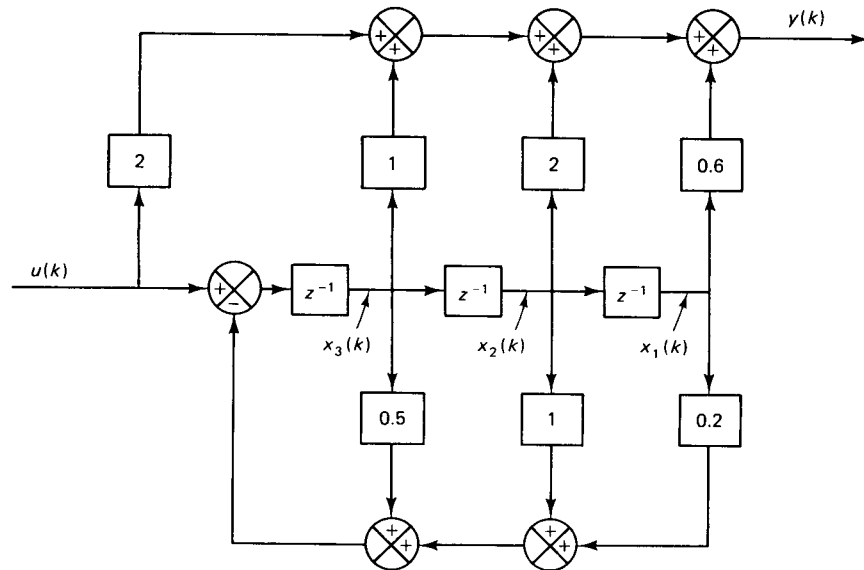 y(k)
+ + + + + +
2 1 2 0.6
u(k) + − z⁻¹ z⁻¹ z⁻¹
x₃(k) x₂(k) x₁(k)
0.5 1 0.2
+ + + +